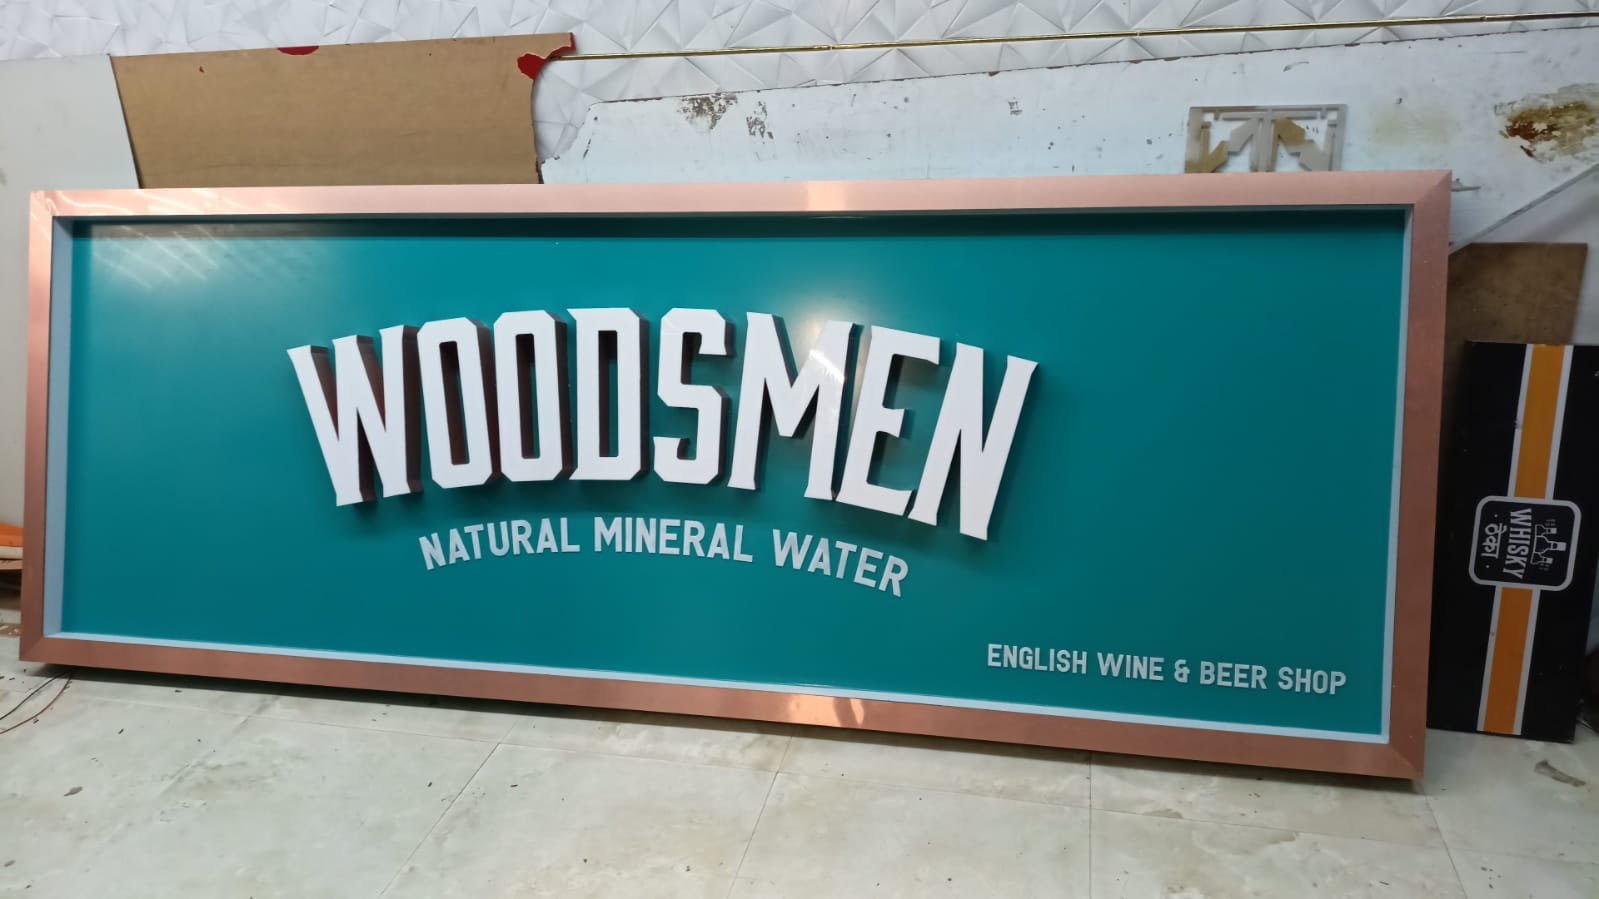 WOODSMEN
NATURAL MINERAL WATER
ENGLISH WINE & BEER SHOP
WHISKY
ठेका